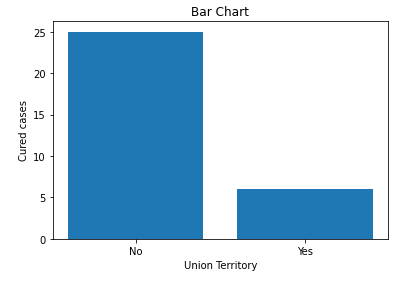 Bar Chart
25
20
15
10
5
0
Cured cases
No Yes
Union Territory